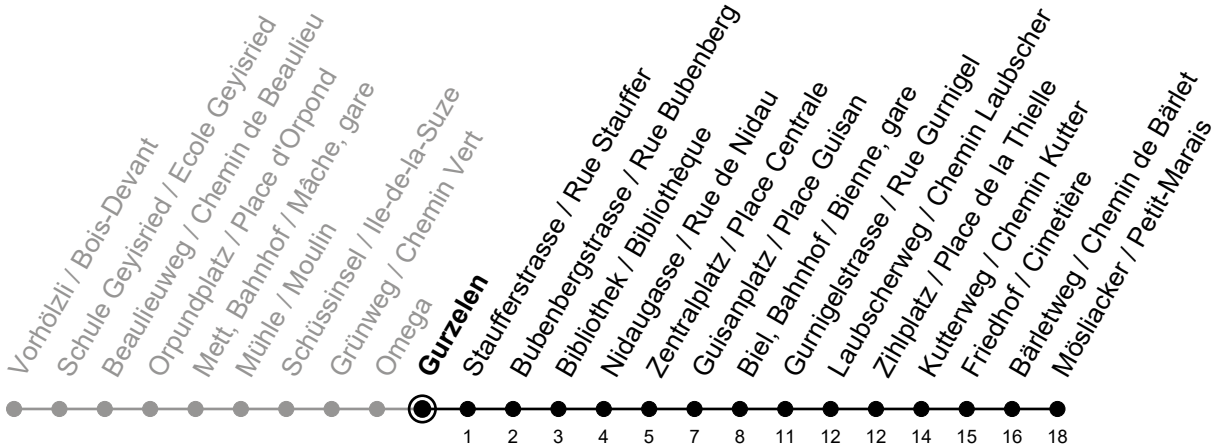 Vorhölzli / Bois-Devant
Schule Geyisried / Ecole Geyisried
Beaulieuweg / Chemin de Beaulieu
Orpundplatz / Place d'Orpond
Mett, Bahnhof / Mâche, gare
Mühle / Moulin
Schüssinsel / Ile-de-la-Suze
Grünweg / Chemin Vert
Omega
Gurzelen
Staufferstrasse / Rue Stauffer
Bubenbergstrasse / Rue Bubenberg
Bibliothek / Bibliothèque
Nidaugasse / Rue de Nidau
Zentralplatz / Place Centrale
Guisanplatz / Place Guisan
Biel, Bahnhof / Bienne, gare
Gurnigelstrasse / Rue Gurnigel
Laubscherweg / Chemin Laubscher
Zihlplatz / Place de la Thielle
Kutterweg / Chemin Kutter
Friedhof / Cimetière
Bärletweg / Chemin de Bärlet
Mösliacker / Petit-Marais
1 2 3 4 5 7 8 11 12 12 14 15 16 18